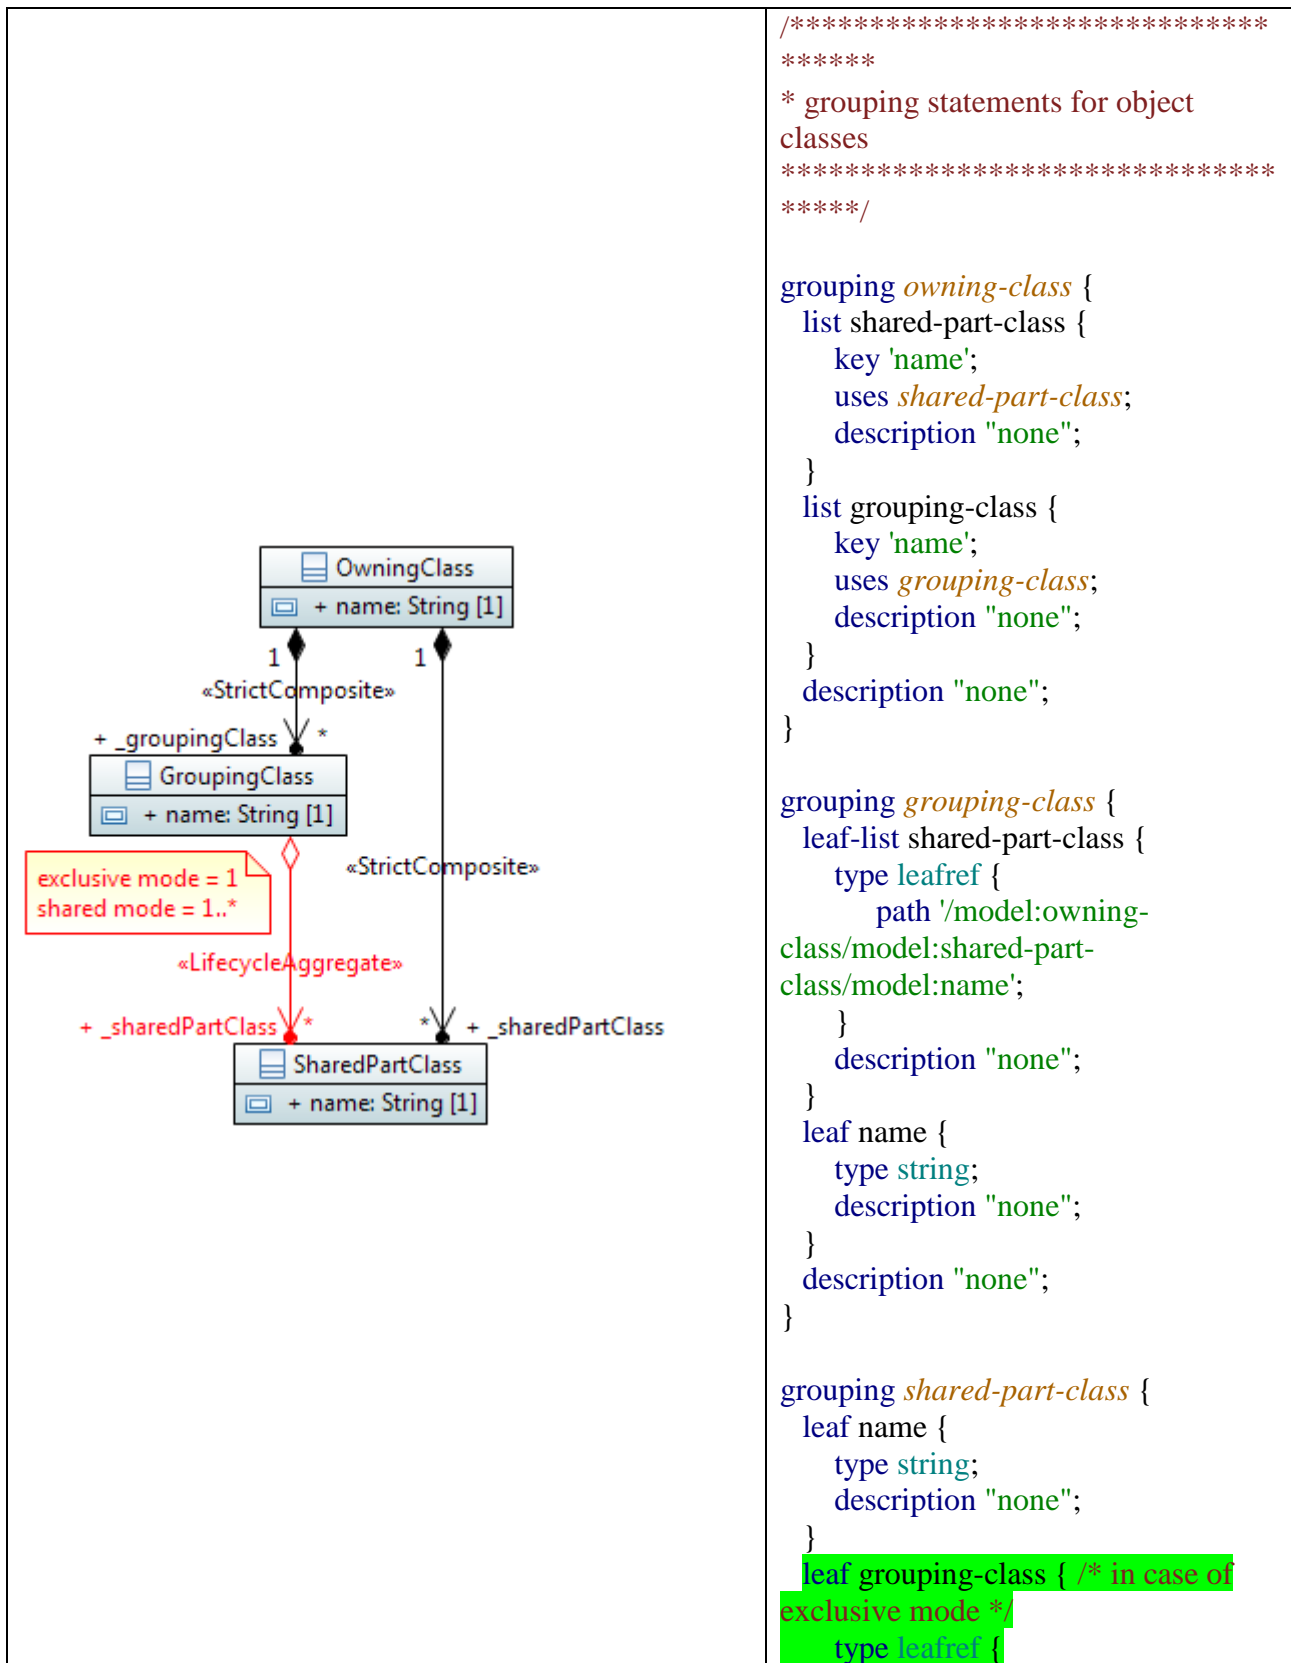 OwningClass
+ name: String [1]
1
1
«StrictComposite»
+ _groupingClass
*
GroupingClass
+ name: String [1]
exclusive mode = 1
shared mode = 1..*
«StrictComposite»
«LifecycleAggregate»
+ _sharedPartClass
*
*
+ _sharedPartClass
SharedPartClass
+ name: String [1]
/******************************
******
* grouping statements for object
classes
*******************************
*****/
grouping owning-class {
list shared-part-class {
key 'name';
uses shared-part-class;
description "none";
}
list grouping-class {
key 'name';
uses grouping-class;
description "none";
}
description "none";
}
grouping grouping-class {
leaf-list shared-part-class {
type leafref {
path '/model:owning-
class/model:shared-part-
class/model:name';
}
description "none";
}
leaf name {
type string;
description "none";
}
description "none";
}
grouping shared-part-class {
leaf name {
type string;
description "none";
}
leaf grouping-class { /* in case of
exclusive mode */
type leafref {